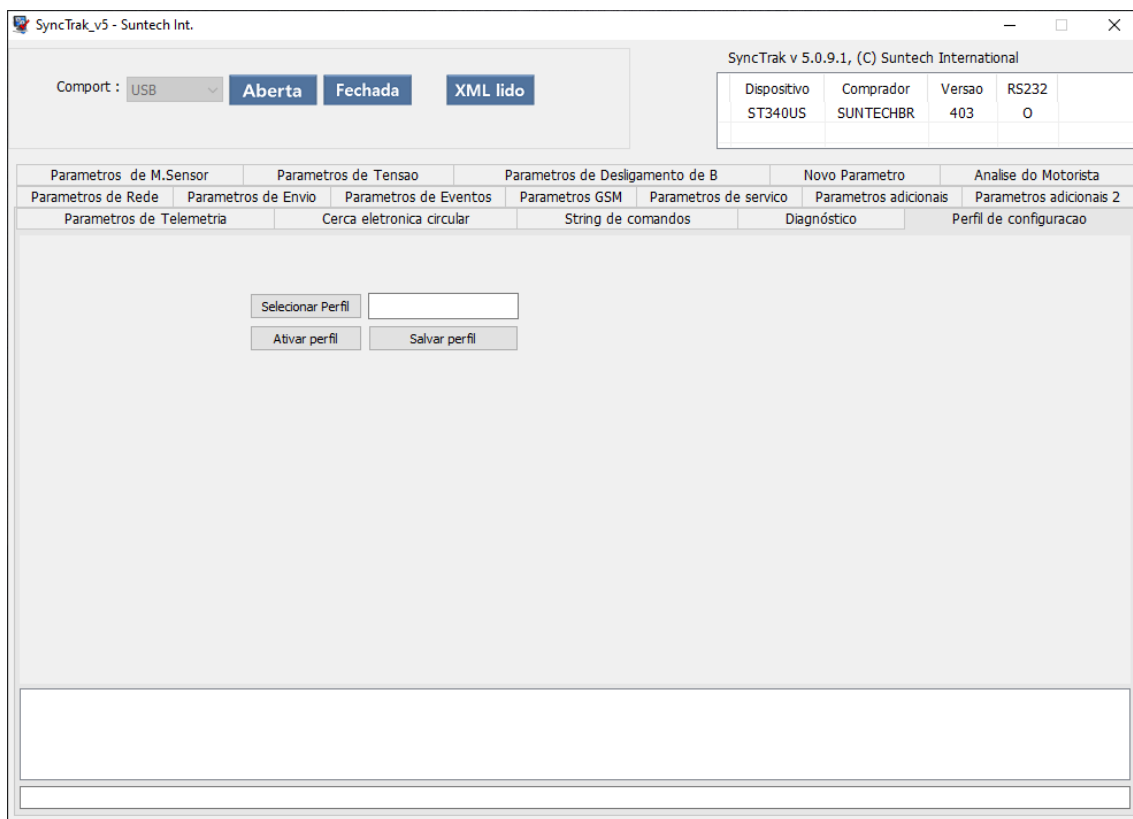 SyncTrak_v5 - Suntech Int.
SyncTrak v 5.0.9.1, (C) Suntech International
Comport : USB Aberta Fechada XML lido
Dispositivo Comprador Versao RS232
ST340US SUNTECHBR 403 O
Parametros de M.Sensor Parametros de Tensao Parametros de Desligamento de B Novo Parametro Analise do Motorista
Parametros de Rede Parametros de Envio Parametros de Eventos Parametros GSM Parametros de servico Parametros adicionais Parametros adicionais 2
Parametros de Telemetria Cerca eletronica circular String de comandos Diagnóstico Perfil de configuracao
Selecionar Perfil
Ativar perfil Salvar perfil